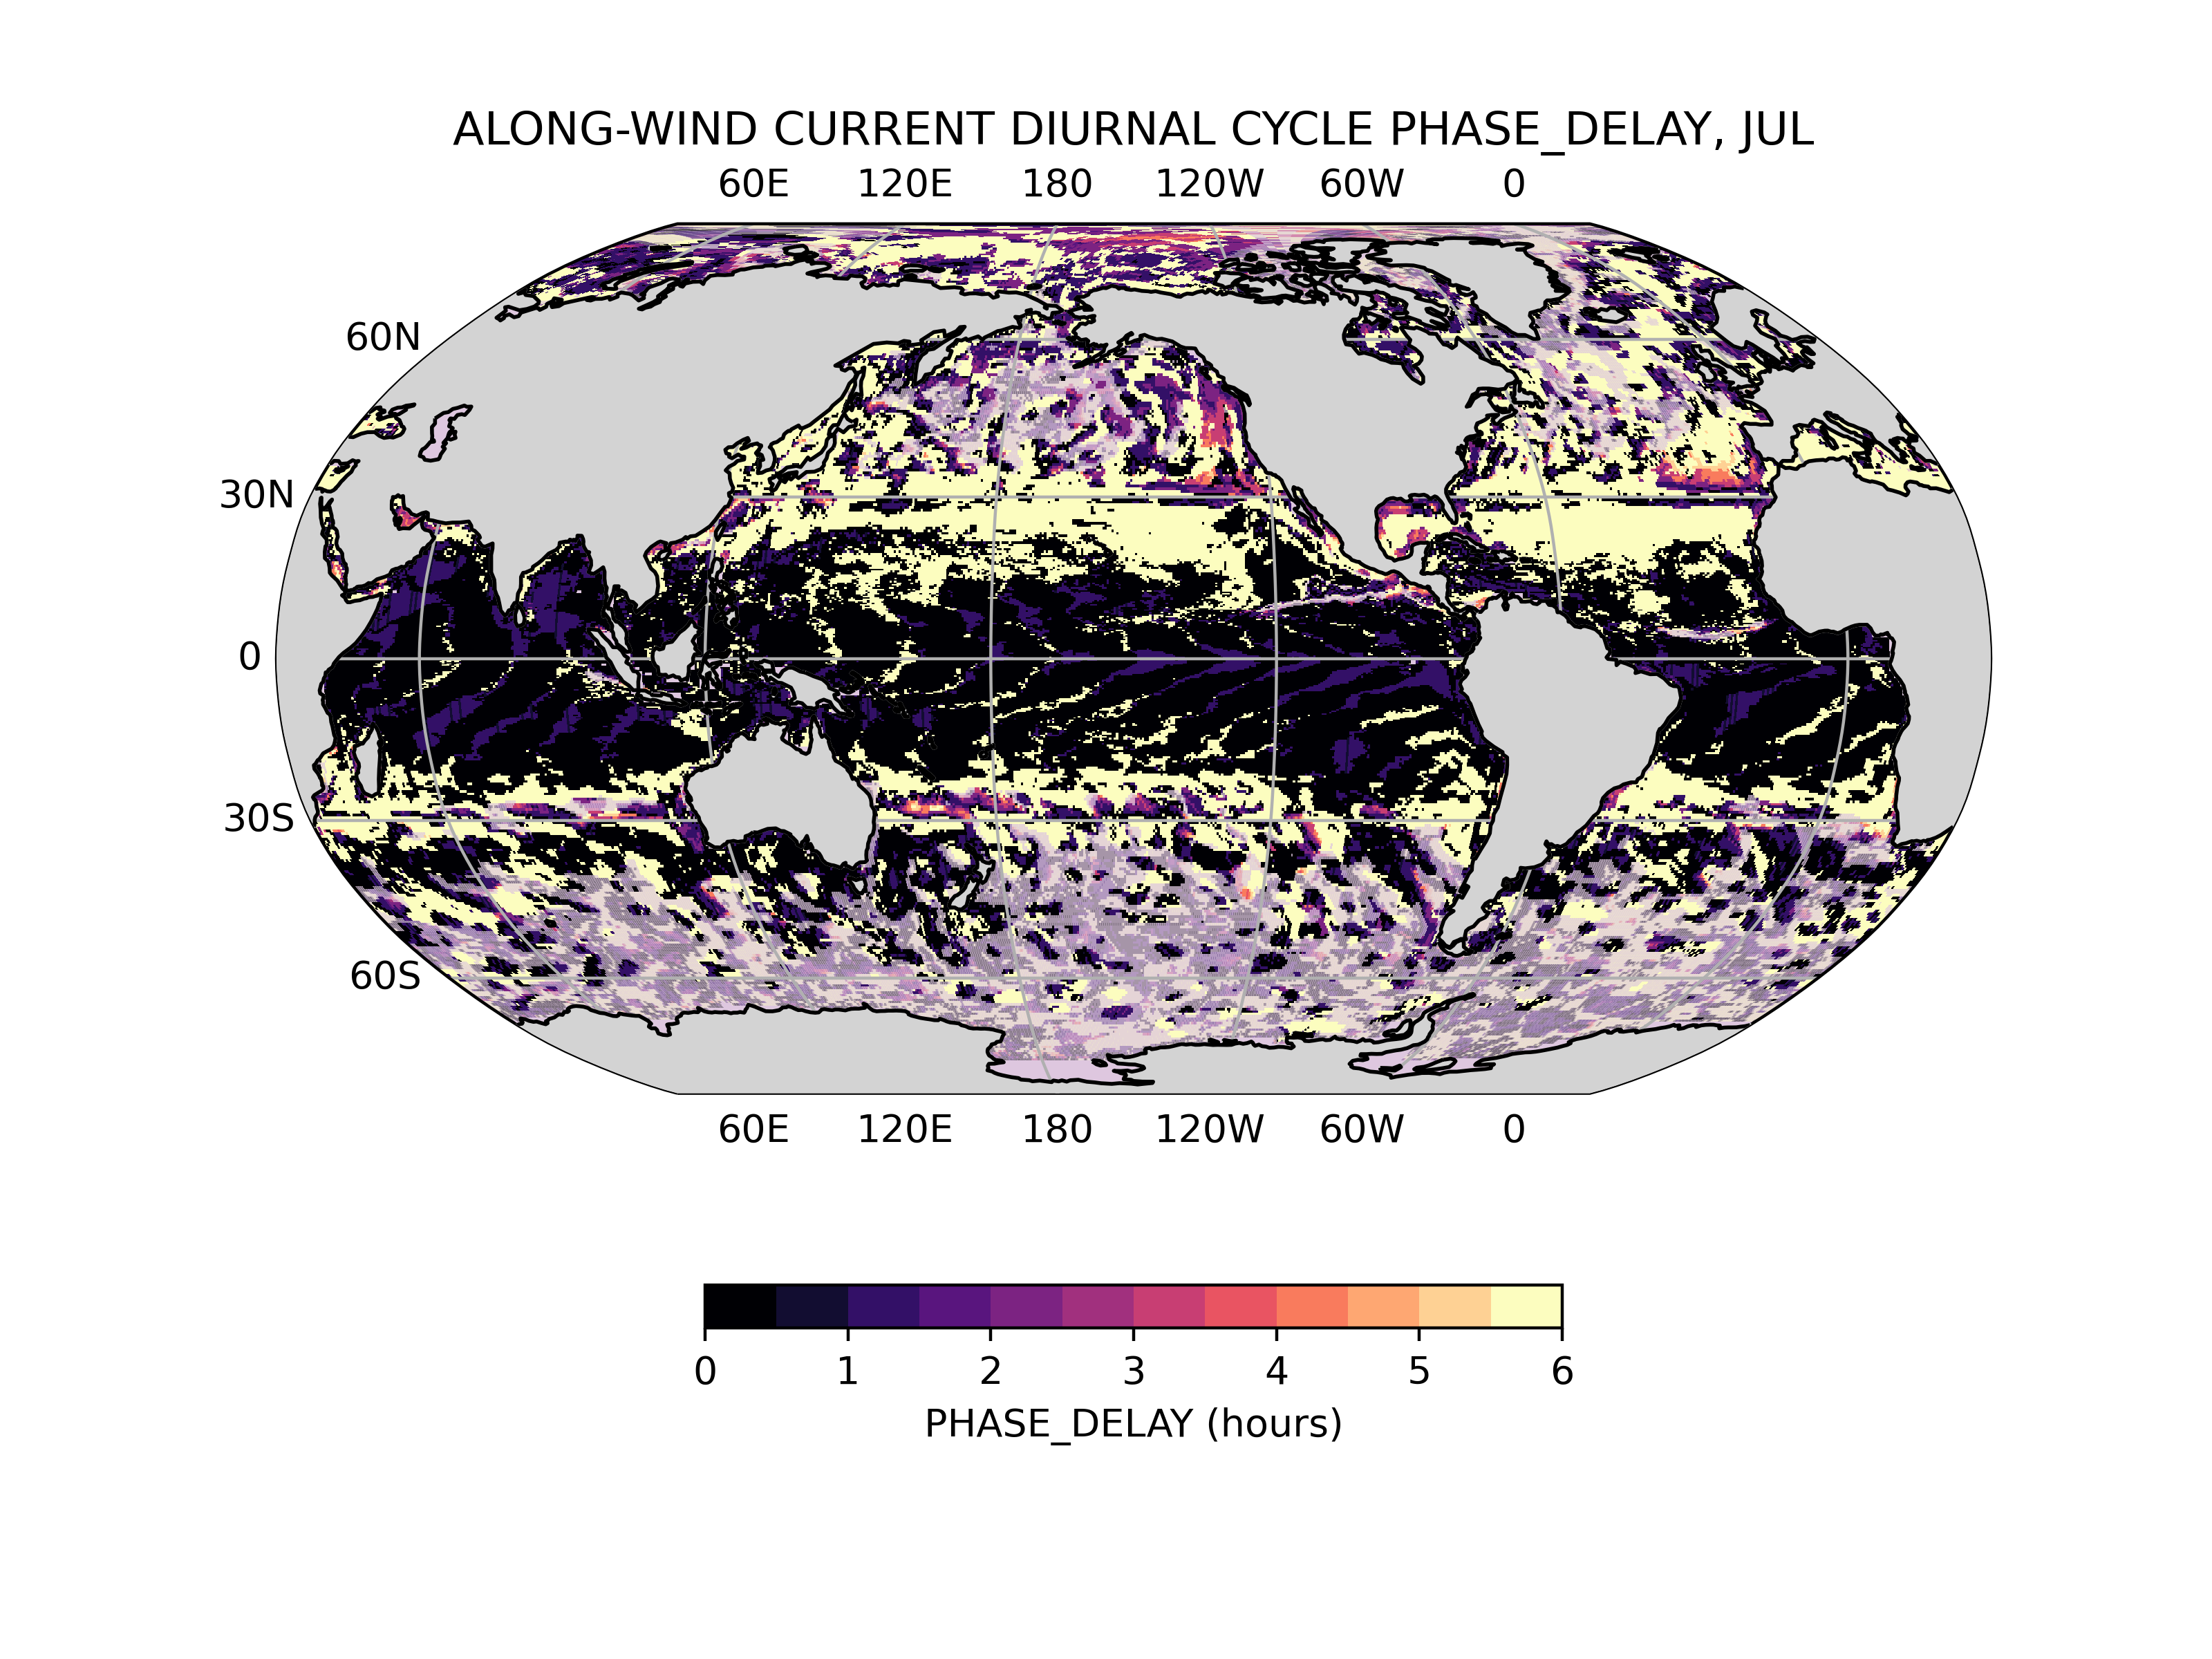 ALONG-WIND CURRENT DIURNAL CYCLE PHASE_DELAY, JUL
60E 120E 180 120W 60W 0
60N
30N
0
30S
60S
60E 120E 180 120W 60W 0
0 1 2 3 4 5 6
PHASE_DELAY (hours)